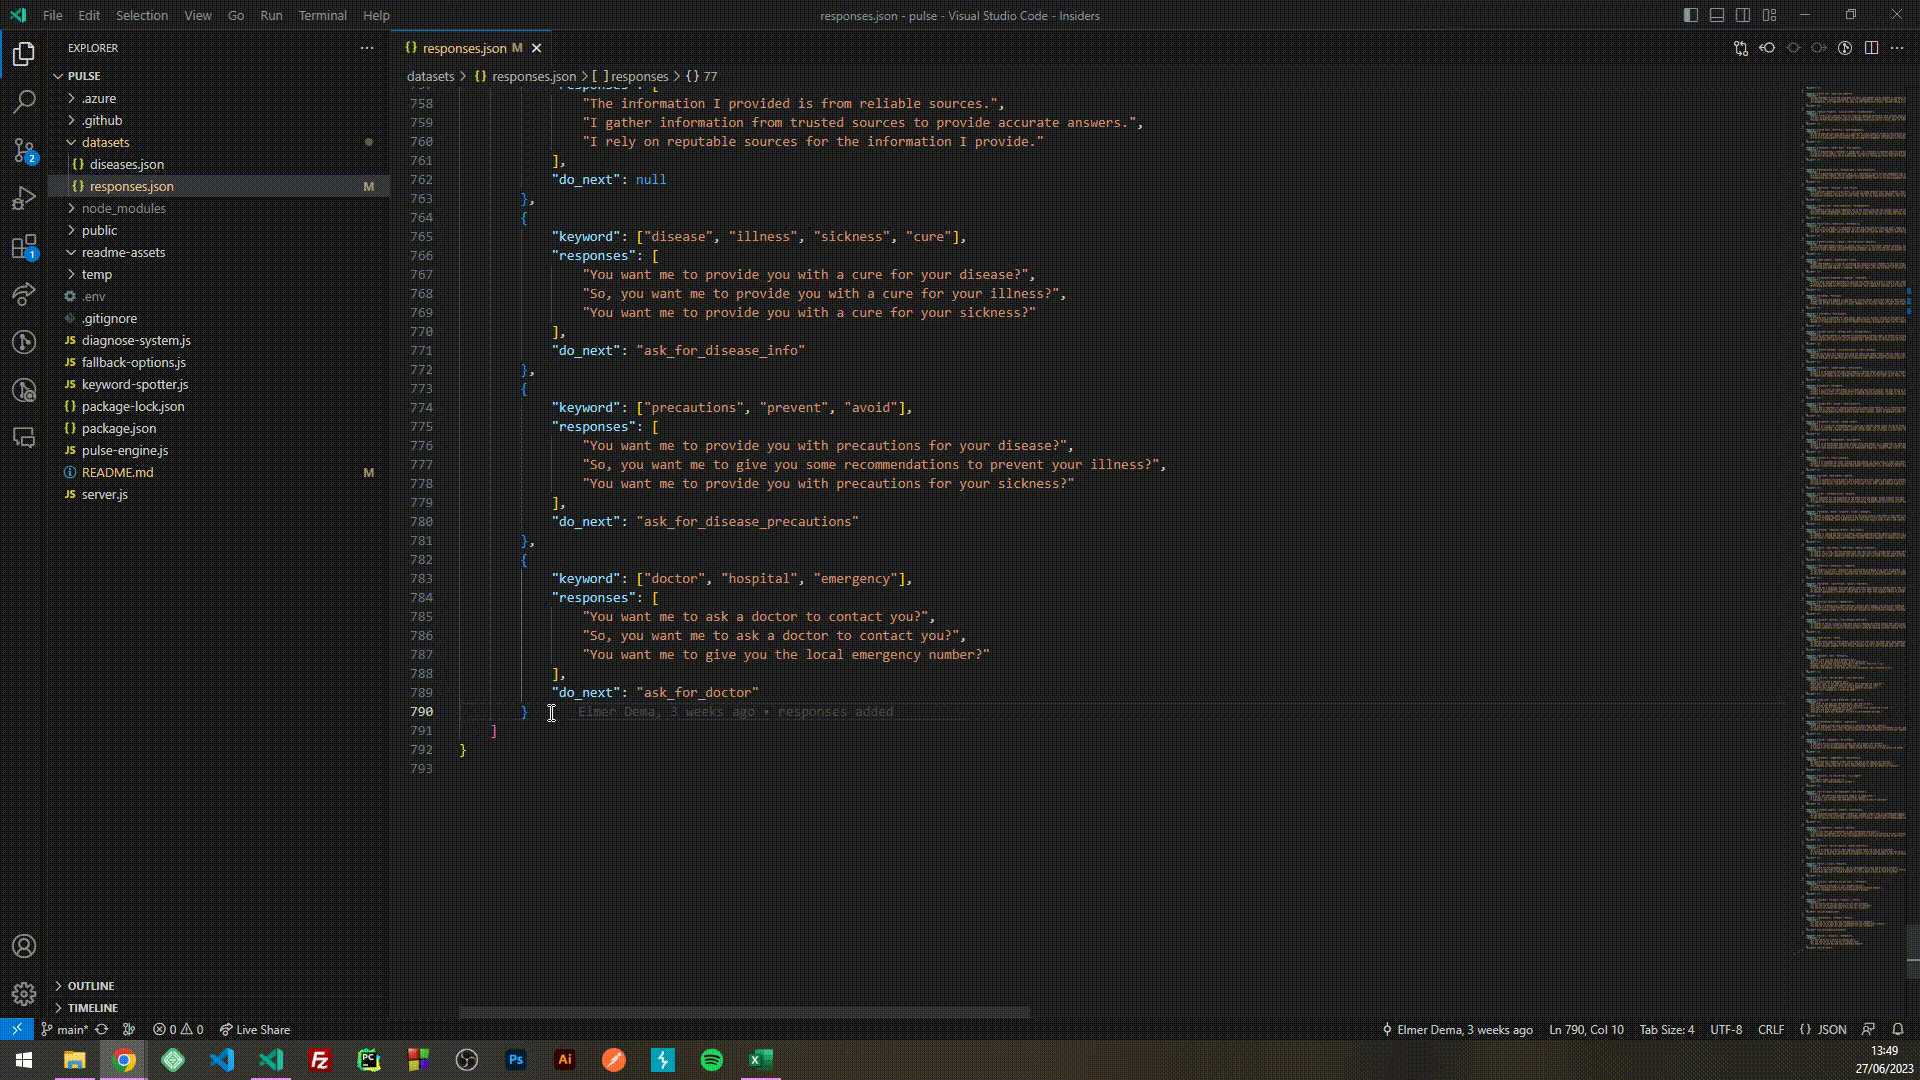 File Edit Selection View Go Run Terminal Help
responses.json - pulse - Visual Studio Code - Insiders
EXPLORER
PULSE
.azure
.github
datasets
diseases.json
responses.json M
node_modules
public
readme-assets
temp
.env
.gitignore
JS diagnose-system.js
JS fallback-options.js
JS keyword-spotter.js
{} package-lock.json
{} package.json
JS pulse-engine.js
README.md M
JS server.js
OUTLINE
TIMELINE
2
1
{} responses.json M
datasets > {} responses.json > [ ] responses > {} 77
758 "The information I provided is from reliable sources.",
759 "I gather information from trusted sources to provide accurate answers.",
760 "I rely on reputable sources for the information I provide."
761 ],
762 "do_next": null
763 },
764 {
765 "keyword": ["disease", "illness", "sickness", "cure"],
766 "responses": [
767 "You want me to provide you with a cure for your disease?",
768 "So, you want me to provide you with a cure for your illness?",
769 "You want me to provide you with a cure for your sickness?"
770 ],
771 "do_next": "ask_for_disease_info"
772 },
773 {
774 "keyword": ["precautions", "prevent", "avoid"],
775 "responses": [
776 "You want me to provide you with precautions for your disease?",
777 "So, you want me to give you some recommendations to prevent your illness?",
778 "You want me to provide you with precautions for your sickness?"
779 ],
780 "do_next": "ask_for_disease_precautions"
781 },
782 {
783 "keyword": ["doctor", "hospital", "emergency"],
784 "responses": [
785 "You want me to ask a doctor to contact you?",
786 "So, you want me to ask a doctor to contact you?",
787 "You want me to give you the local emergency number?"
788 ],
789 "do_next": "ask_for_doctor"
790 } Elmer Dema, 3 weeks ago • responses added
791 ]
792 }
793
main* 0 0 Live Share
Elmer Dema, 3 weeks ago Ln 790, Col 10 Tab Size: 4 UTF-8 CRLF {} JSON
Fz PC Ps Ai X
13:49
27/06/2023